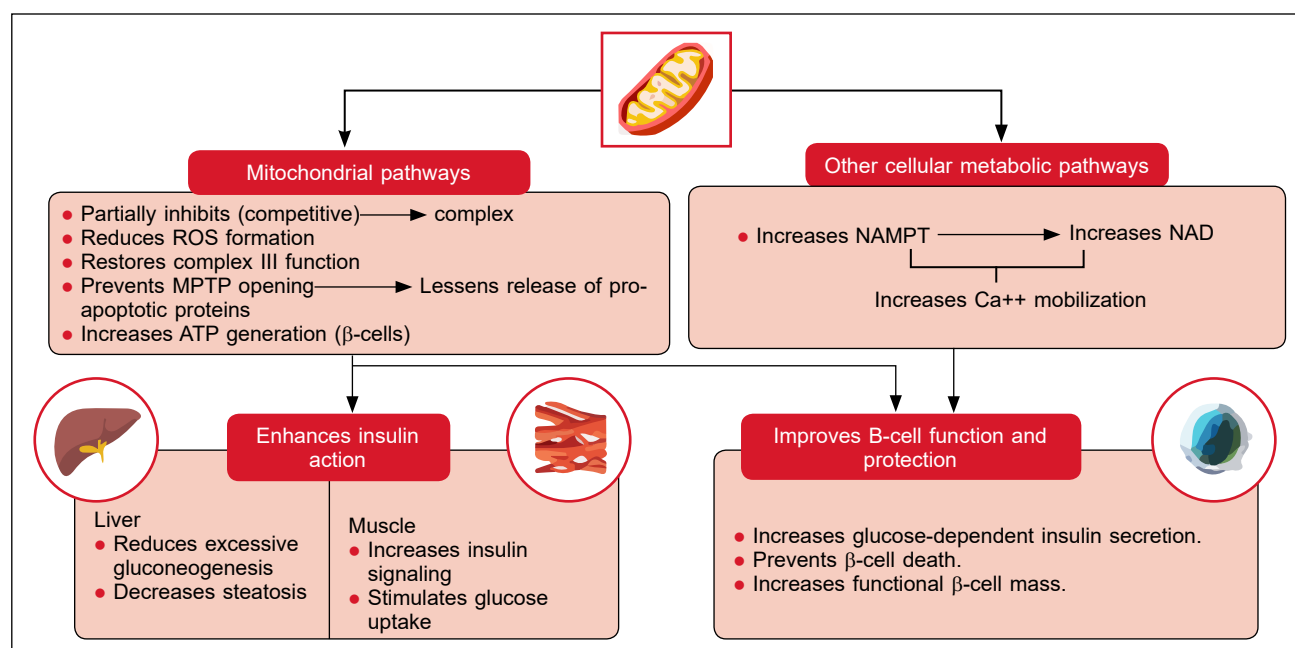 Mitochondrial pathways
• Partially inhibits (competitive) complex
• Reduces ROS formation
• Restores complex III function
• Prevents MPTP opening Lessens release of pro-
apoptotic proteins
• Increases ATP generation (β-cells)
Other cellular metabolic pathways
• Increases NAMPT Increases NAD
Increases Ca++ mobilization
Enhances insulin
action
Liver
• Reduces excessive
gluconeogenesis
• Decreases steatosis
Muscle
• Increases insulin
signaling
• Stimulates glucose
uptake
Improves B-cell function and
protection
• Increases glucose-dependent insulin secretion.
• Prevents β-cell death.
• Increases functional β-cell mass.